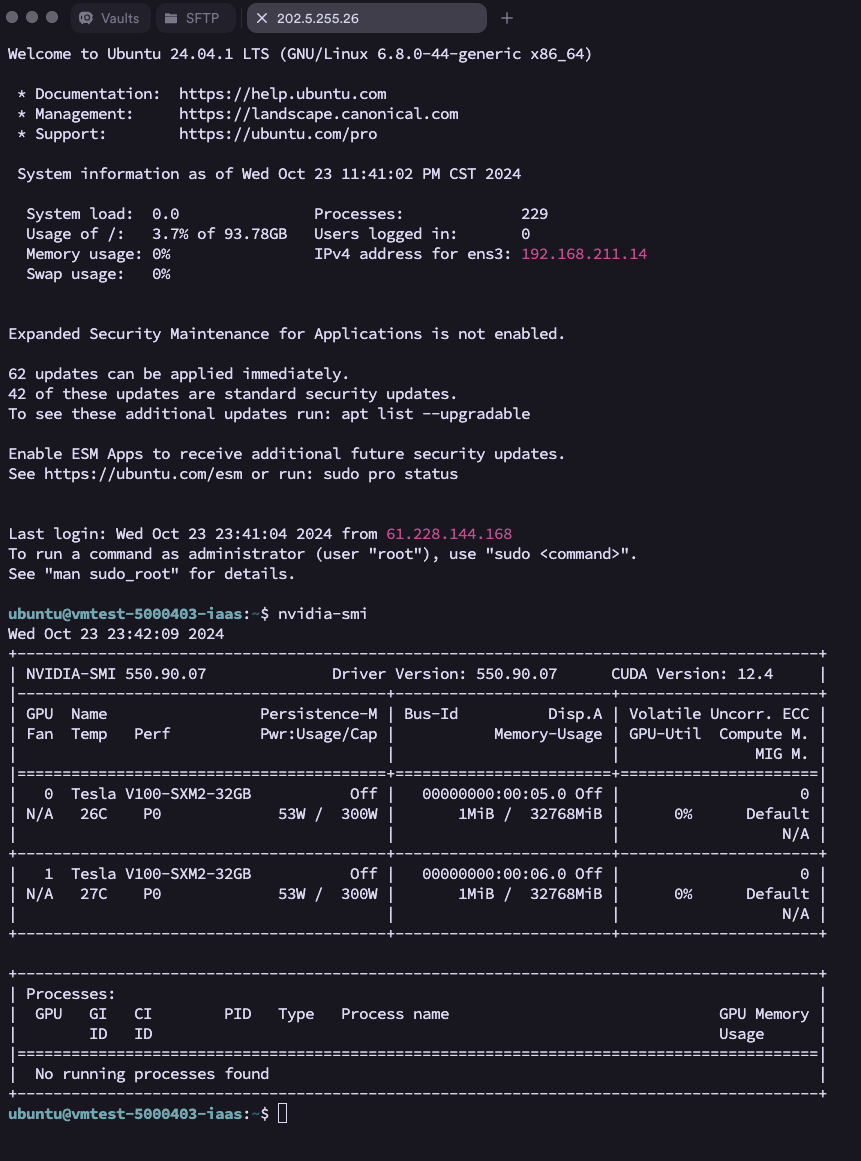 Vaults SFTP 202.5.255.26
Welcome to Ubuntu 24.04.1 LTS (GNU/Linux 6.8.0-44-generic x86_64)

 * Documentation:  https://help.ubuntu.com
 * Management:     https://landscape.canonical.com
 * Support:        https://ubuntu.com/pro

 System information as of Wed Oct 23 11:41:02 PM CST 2024

  System load:  0.0               Processes:             229
  Usage of /:   3.7% of 93.78GB   Users logged in:       0
  Memory usage: 0%                IPv4 address for ens3: 192.168.211.14
  Swap usage:   0%


Expanded Security Maintenance for Applications is not enabled.

62 updates can be applied immediately.
42 of these updates are standard security updates.
To see these additional updates run: apt list --upgradable

Enable ESM Apps to receive additional future security updates.
See https://ubuntu.com/esm or run: sudo pro status


Last login: Wed Oct 23 23:41:04 2024 from 61.228.144.168
To run a command as administrator (user "root"), use "sudo <command>".
See "man sudo_root" for details.

ubuntu@vmtest-5000403-iaas:~$ nvidia-smi
Wed Oct 23 23:42:09 2024
+-----------------------------------------------------------------------------------------+
| NVIDIA-SMI 550.90.07              Driver Version: 550.90.07      CUDA Version: 12.4     |
|-----------------------------------------+------------------------+----------------------+
| GPU  Name                 Persistence-M | Bus-Id          Disp.A | Volatile Uncorr. ECC |
| Fan  Temp   Perf          Pwr:Usage/Cap |           Memory-Usage | GPU-Util  Compute M. |
|                                         |                        |               MIG M. |
|=========================================+========================+======================|
|   0  Tesla V100-SXM2-32GB           Off |   00000000:00:05.0 Off |                    0 |
| N/A   26C    P0             53W /  300W |       1MiB /  32768MiB |      0%      Default |
|                                         |                        |                  N/A |
+-----------------------------------------+------------------------+----------------------+
|   1  Tesla V100-SXM2-32GB           Off |   00000000:00:06.0 Off |                    0 |
| N/A   27C    P0             53W /  300W |       1MiB /  32768MiB |      0%      Default |
|                                         |                        |                  N/A |
+-----------------------------------------+------------------------+----------------------+

+-----------------------------------------------------------------------------------------+
| Processes:                                                                              |
|  GPU   GI   CI        PID   Type   Process name                              GPU Memory |
|        ID   ID                                                               Usage      |
|=========================================================================================|
|  No running processes found                                                             |
+-----------------------------------------------------------------------------------------+
ubuntu@vmtest-5000403-iaas:~$